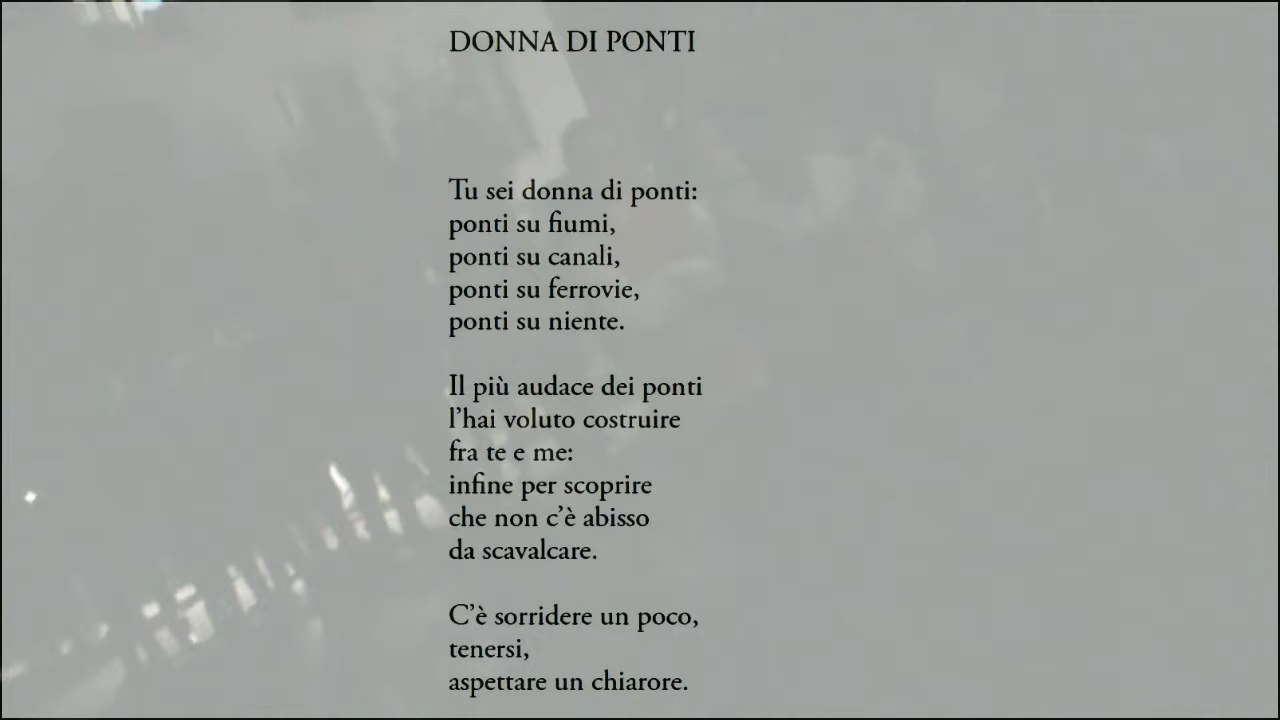 DONNA DI PONTI
Tu sei donna di ponti:
ponti su fiumi,
ponti su canali,
ponti su ferrovie,
ponti su niente.
Il più audace dei ponti
l’hai voluto costruire
fra te e me:
infine per scoprire
che non c’è abisso
da scavalcare.
C’è sorridere un poco,
tenersi,
aspettare un chiarore.